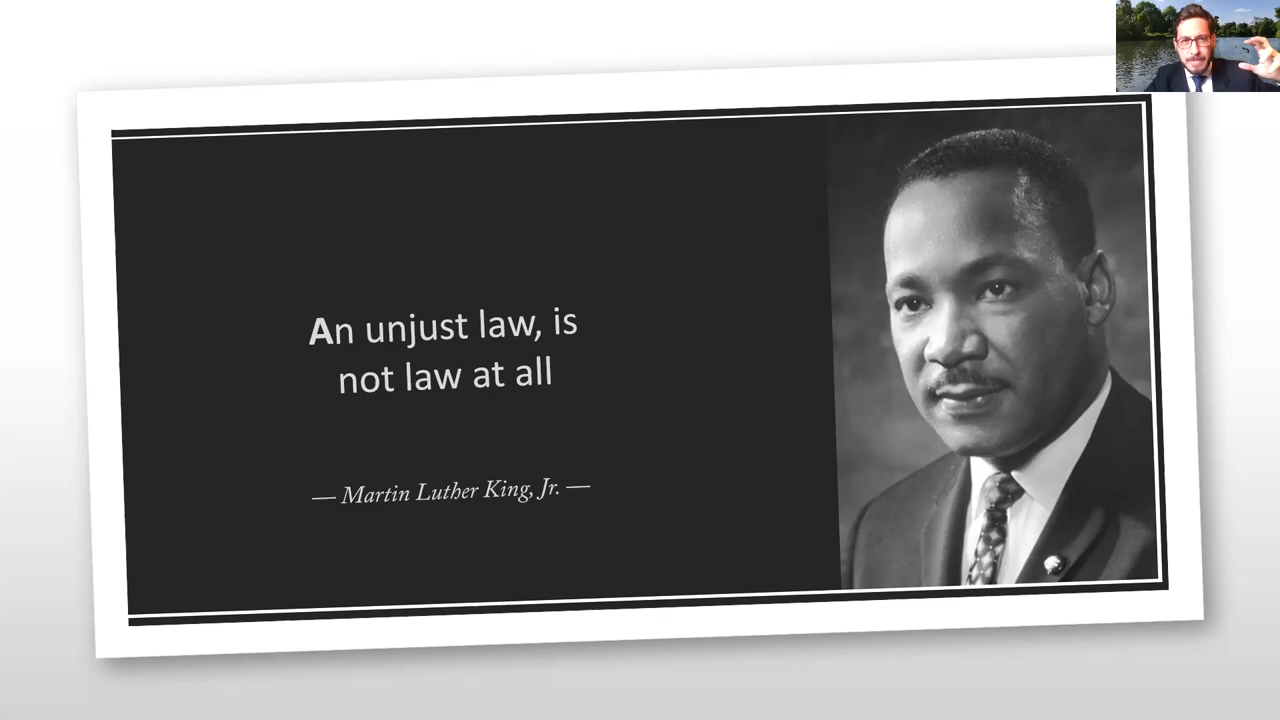 An unjust law, is
not law at all
— Martin Luther King, Jr. —